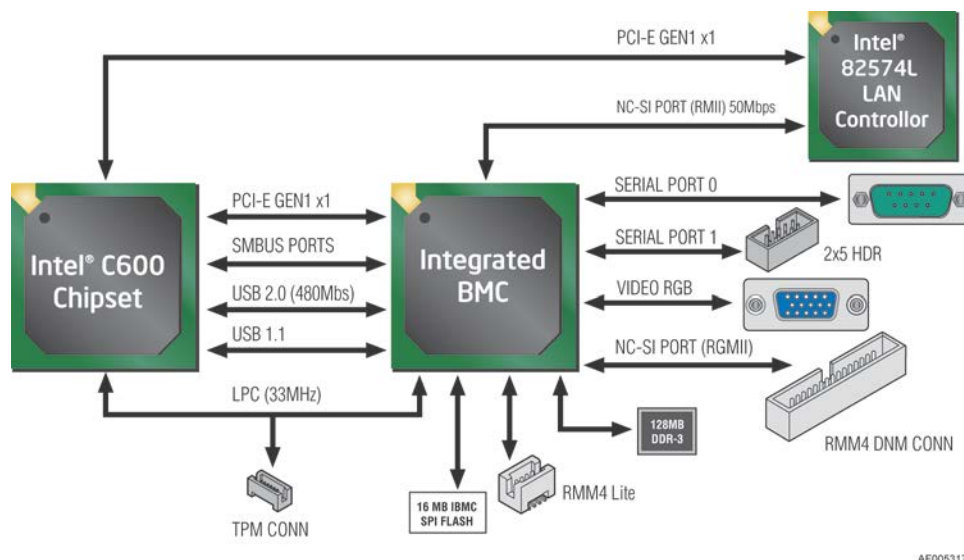 PCI-E GEN1 x1
Intel®
82574L
LAN
Controllor
NC-SI PORT (RMII) 50Mbps
Intel® C600
Chipset
PCI-E GEN1 x1
SMBUS PORTS
USB 2.0 (480Mbs)
USB 1.1
LPC (33MHz)
Integrated
BMC
SERIAL PORT 0
SERIAL PORT 1
2x5 HDR
VIDEO RGB
NC-SI PORT (RGMII)
RMM4 DNM CONN
128MB
DDR-3
RMM4 Lite
16 MB IBMC
SPI FLASH
TPM CONN